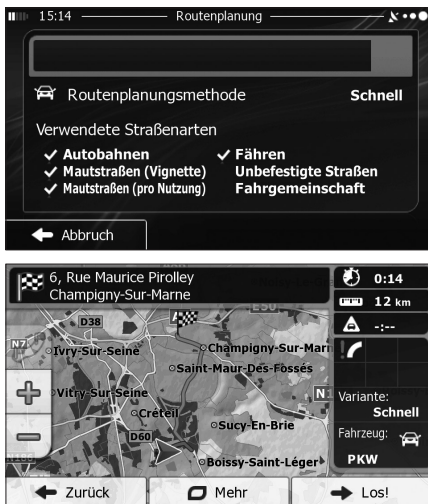 15:14 Routenplanung
Routenplanungsmethode Schnell
Verwendete Straßenarten
Autobahnen Fähren
Mautstraßen (Vignette) Unbefestigte Straßen
Mautstraßen (pro Nutzung) Fahrgemeinschaft
Abbruch
6, Rue Maurice Pirolley
Champigny-Sur-Marne
0:14
12 km
-:--
D38
N7
Ivry-Sur-Seine
Champigny-Sur-Marn
Saint-Maur-Des-Fossés
Vitry-Sur-Seine
Créteil
D60
Sucy-En-Brie
Boissy-Saint-Léger
N1
Variante:
Schnell
Fahrzeug:
PKW
Zurück Mehr Los!